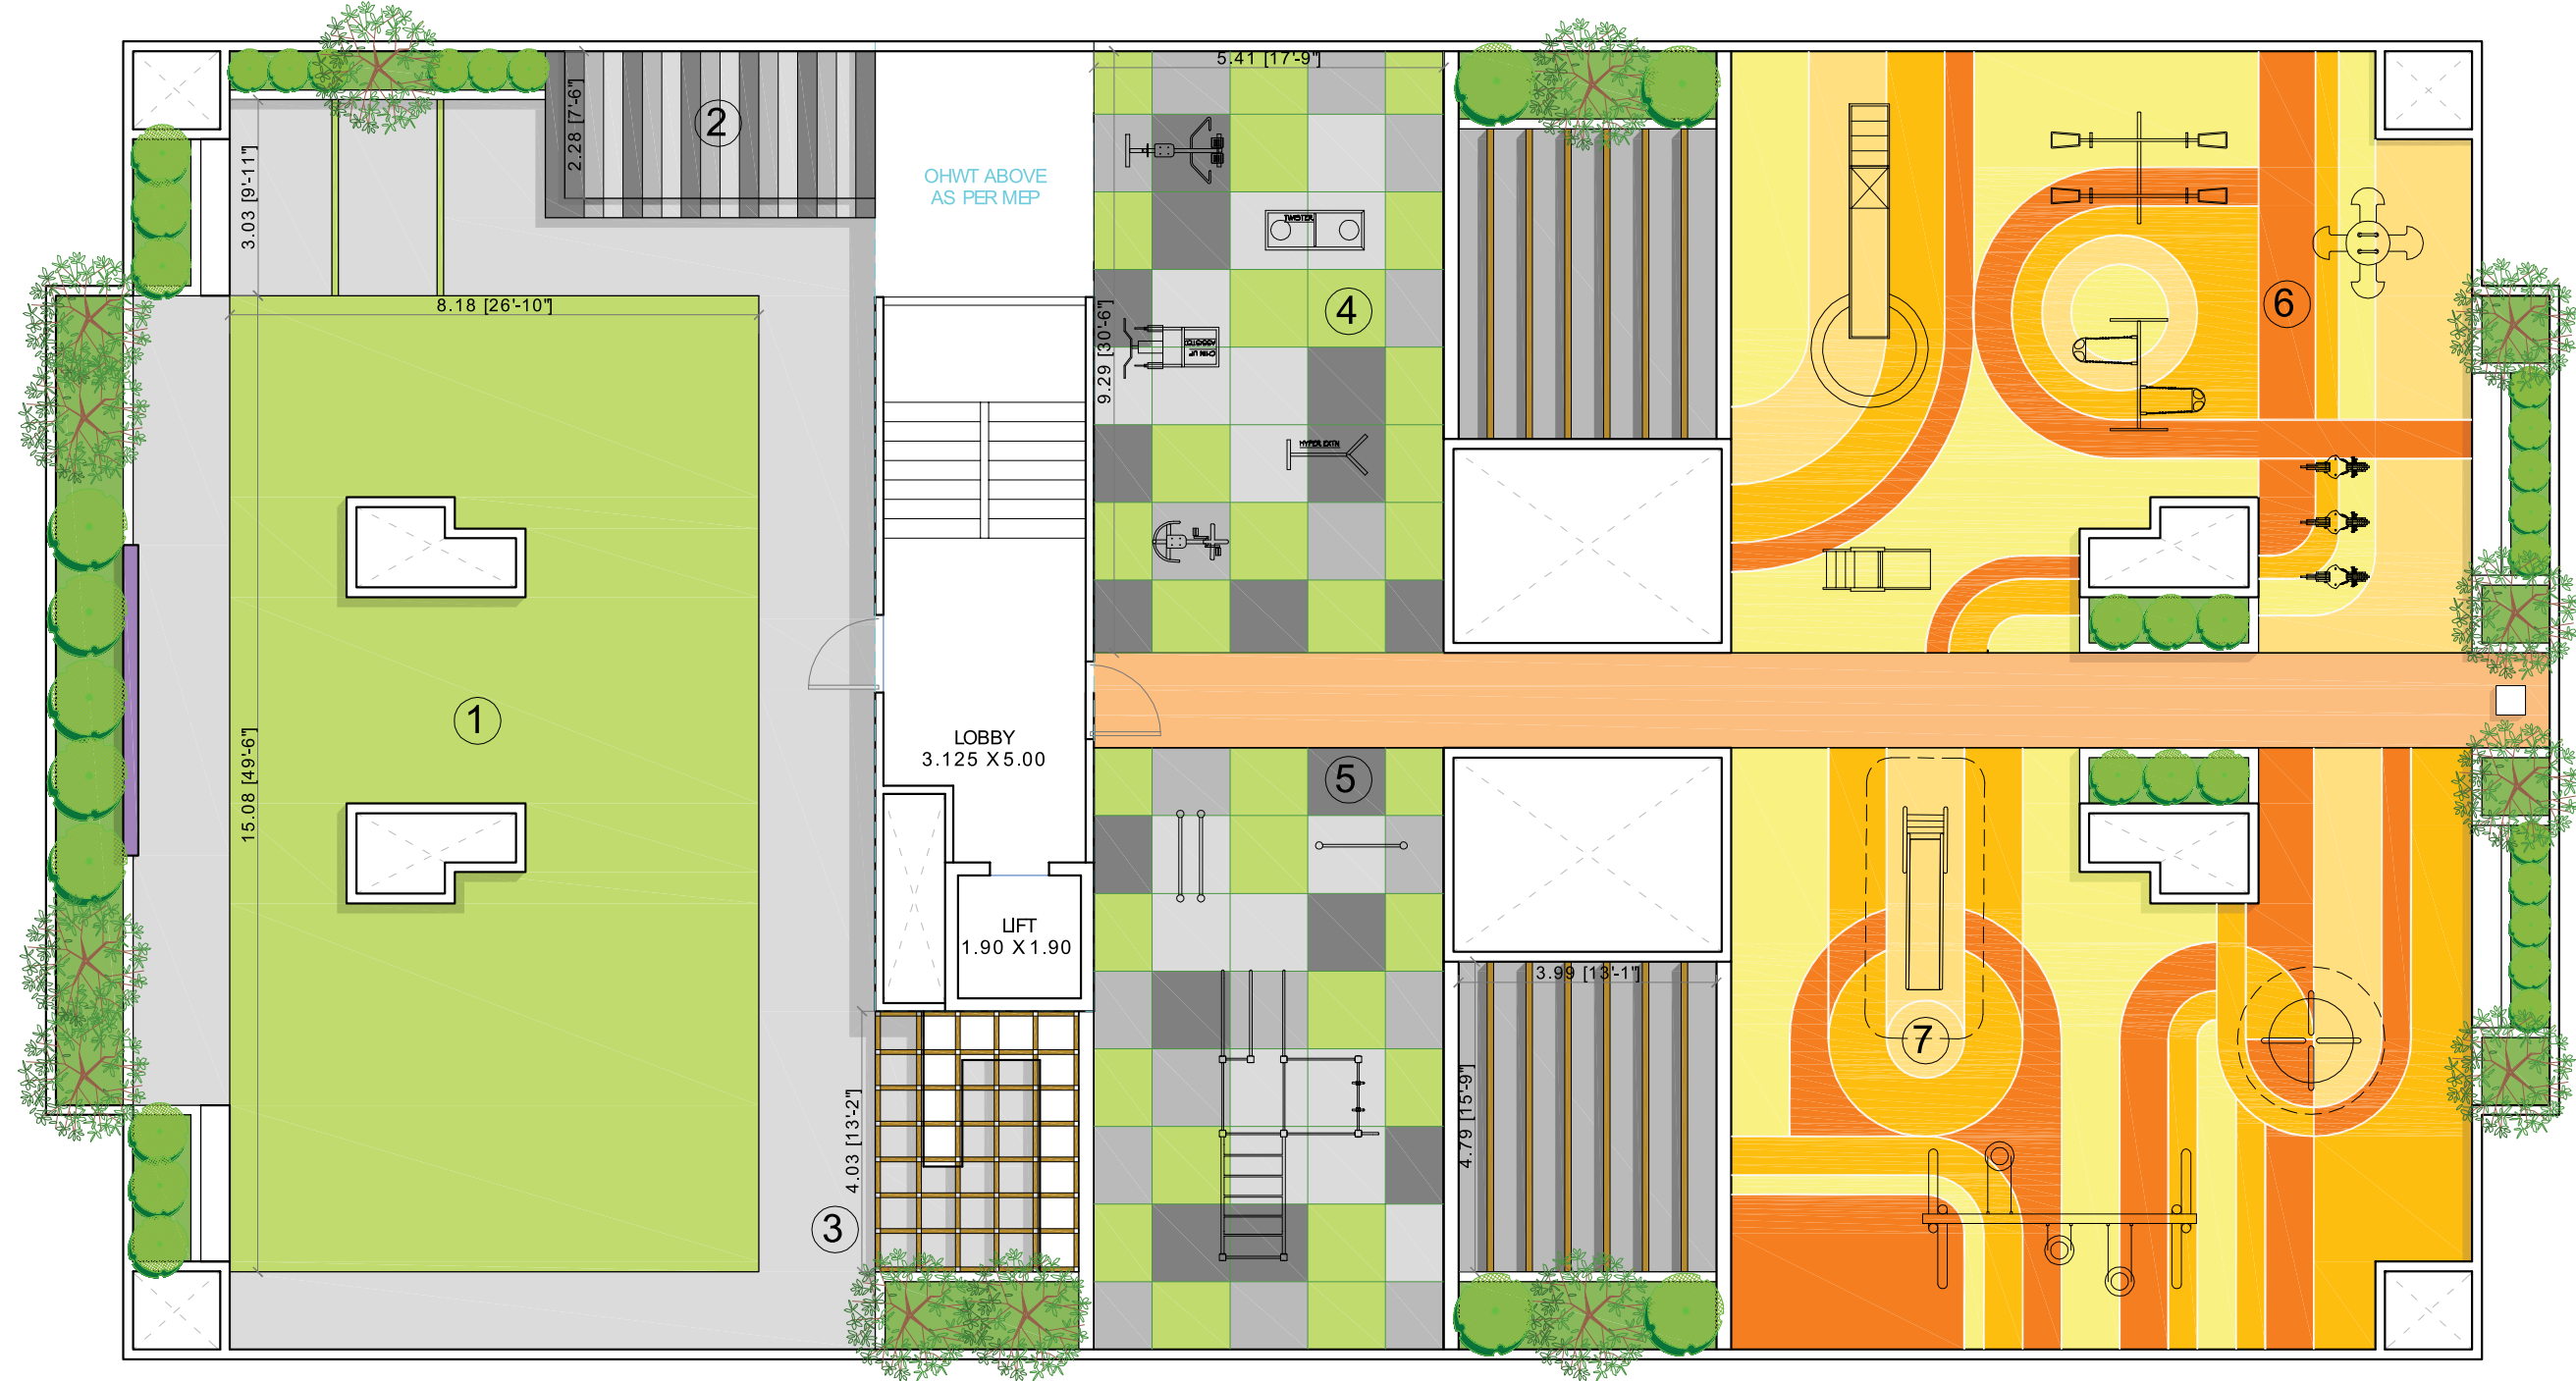 5.41 [17'-9"]
2.28 [7'-6"]
2
3.03 [9'-11"]
OHWT ABOVE
AS PER MEP
TWISTER
8.18 [26'-10"]
4
6
9.29 [30'-6"]
CHIN UP
HYPER EXTN.
1
15.08 [49'-6"]
LOBBY
3.125 X 5.00
5
LIFT
1.90 X 1.90
3.99 [13'-1"]
7
4.03 [13'-2"]
4.79 [15'-9"]
3